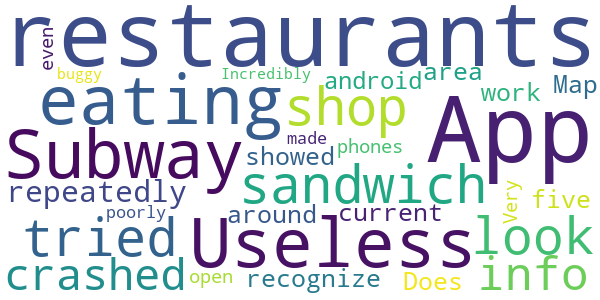 restaurants
even
buggy
Incredibly
android
area
Map
eating
shop
work
App
Subway
made
phones
showed
sandwich
repeatedly
Very
five
poorly
around
current
tried
Useless
look
crashed
open
recognize
Does
info